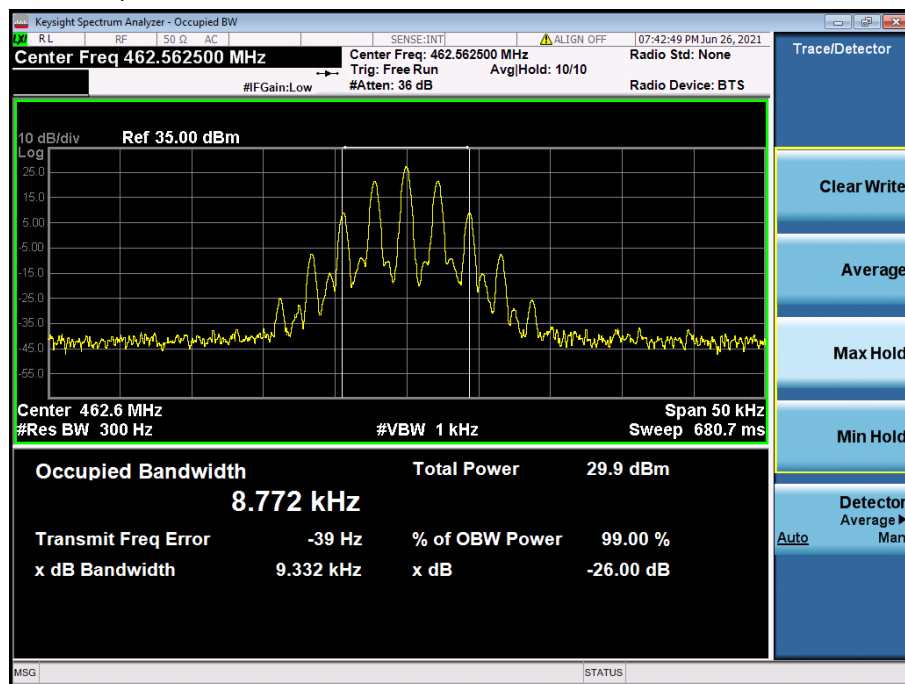 Keysight Spectrum Analyzer - Occupied BW
LXI RL RF 50 Ω AC SENSE:INT ALIGN OFF 07:42:49 PM Jun 26, 2021
Center Freq 462.562500 MHz
Center Freq: 462.562500 MHz Radio Std: None
Trig: Free Run Avg|Hold: 10/10
#IFGain:Low #Atten: 36 dB Radio Device: BTS
Trace/Detector
10 dB/div Ref 35.00 dBm
Log
25.0
15.0
5.00
-5.00
-15.0
-25.0
-35.0
-45.0
-55.0
Center 462.6 MHz Span 50 kHz
#Res BW 300 Hz #VBW 1 kHz Sweep 680.7 ms
Occupied Bandwidth Total Power 29.9 dBm
8.772 kHz
Transmit Freq Error -39 Hz % of OBW Power 99.00 %
x dB Bandwidth 9.332 kHz x dB -26.00 dB
Clear Write
Average
Max Hold
Min Hold
Detector
Average
Auto Man
MSG STATUS